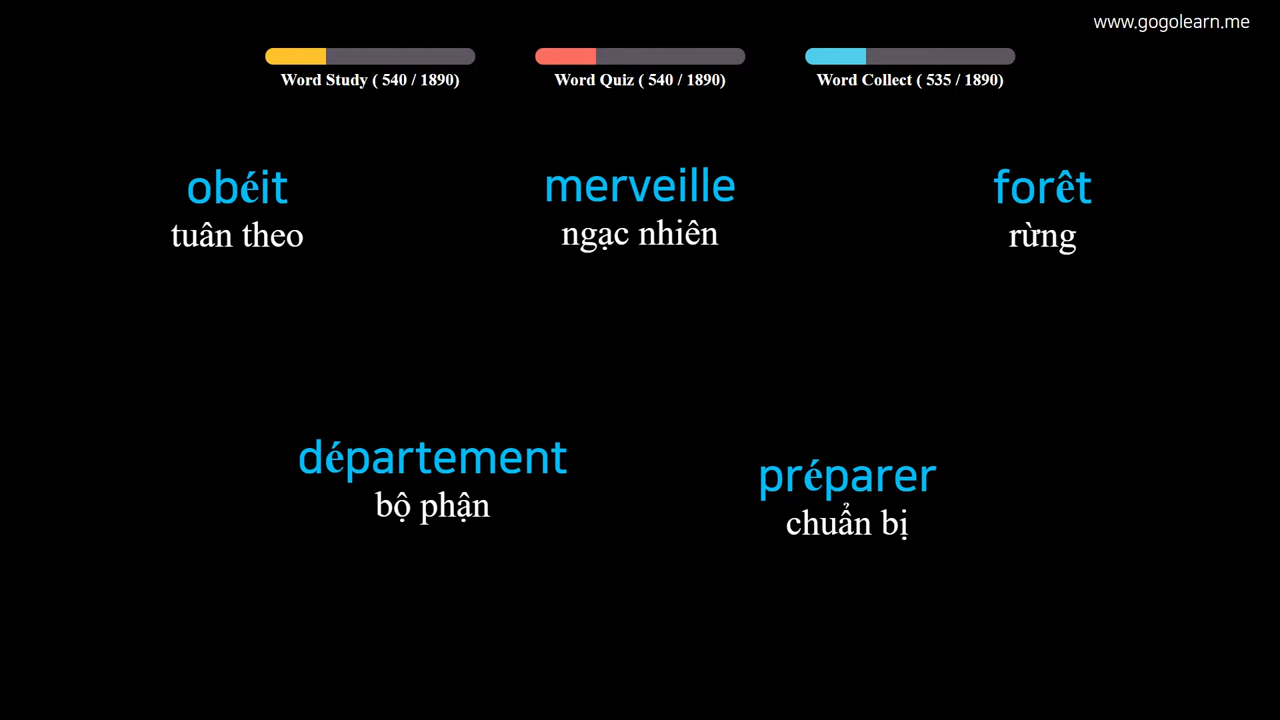 www.gogolearn.me
Word Study ( 540 / 1890)
Word Quiz ( 540 / 1890)
Word Collect ( 535 / 1890)
obéit
tuân theo
merveille
ngạc nhiên
forêt
rừng
département
bộ phận
préparer
chuẩn bị